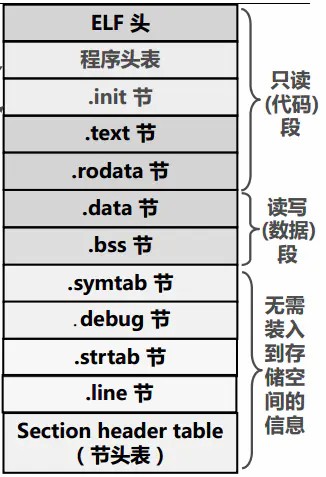 ELF 头
程序头表
.init 节
.text 节
.rodata 节
.data 节
.bss 节
.symtab 节
.debug 节
.strtab 节
.line 节
Section header table
（节头表）
只读
(代码)
段
读写
(数据)
段
无需
装入
到存
储空
间的
信息